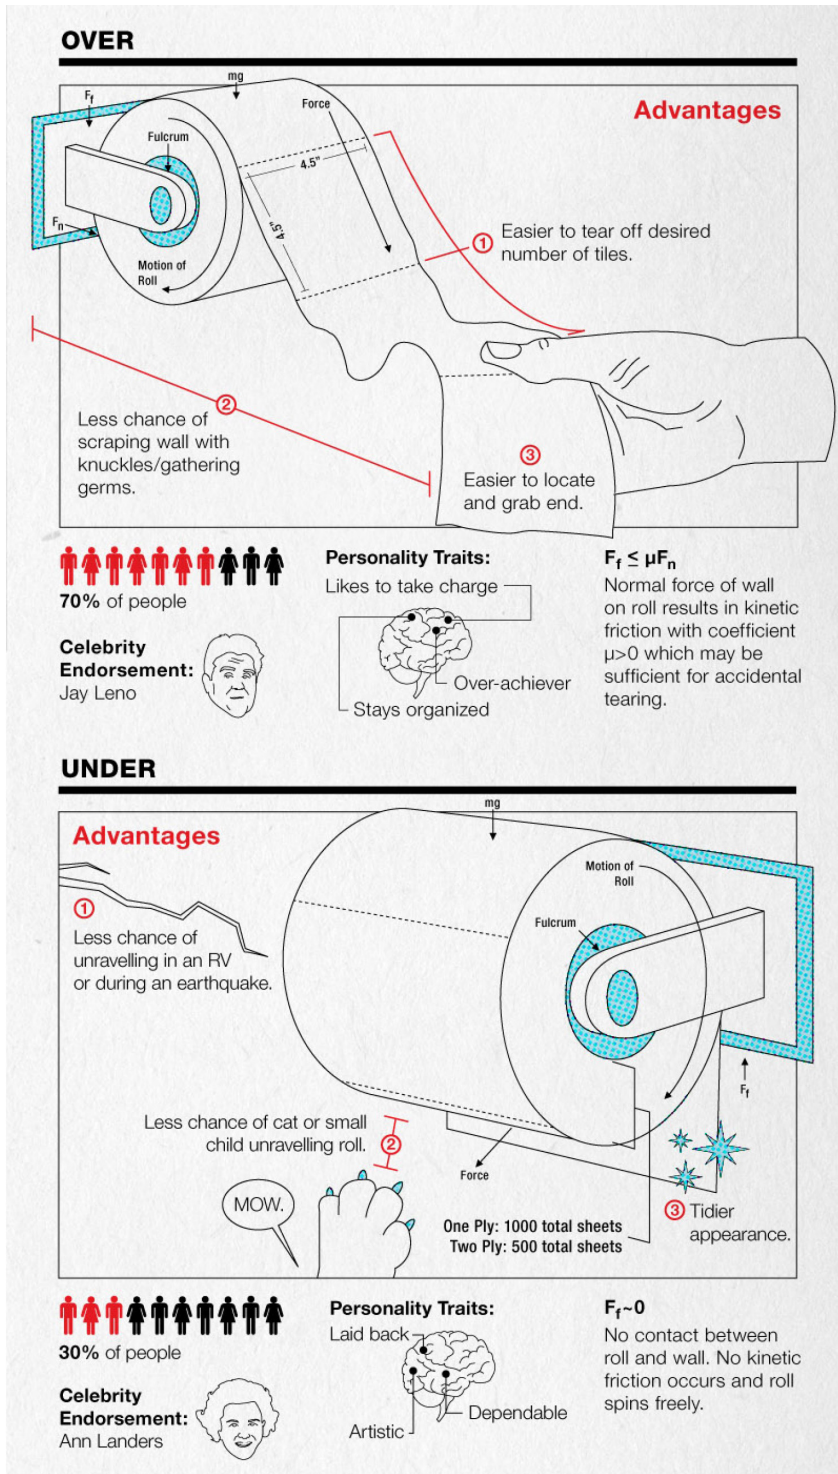 OVER
Advantages
mg
Ff
Force
Fulcrum
4.5"
4.5"
Fn
Motion of
Roll
1
Easier to tear off desired
number of tiles.
2
Less chance of
scraping wall with
knuckles/gathering
germs.
3
Easier to locate
and grab end.
70% of people
Celebrity
Endorsement:
Jay Leno
Personality Traits:
Likes to take charge
Over-achiever
Stays organized
Ff ≤ µFn
Normal force of wall
on roll results in kinetic
friction with coefficient
µ>0 which may be
sufficient for accidental
tearing.
UNDER
Advantages
mg
Motion of
Roll
Fulcrum
Ff
1
Less chance of
unravelling in an RV
or during an earthquake.
Less chance of cat or small
child unravelling roll.
2
Force
MOW.
One Ply: 1000 total sheets
Two Ply: 500 total sheets
3 Tidier
appearance.
30% of people
Celebrity
Endorsement:
Ann Landers
Personality Traits:
Laid back
Dependable
Artistic
Ff~0
No contact between
roll and wall. No kinetic
friction occurs and roll
spins freely.